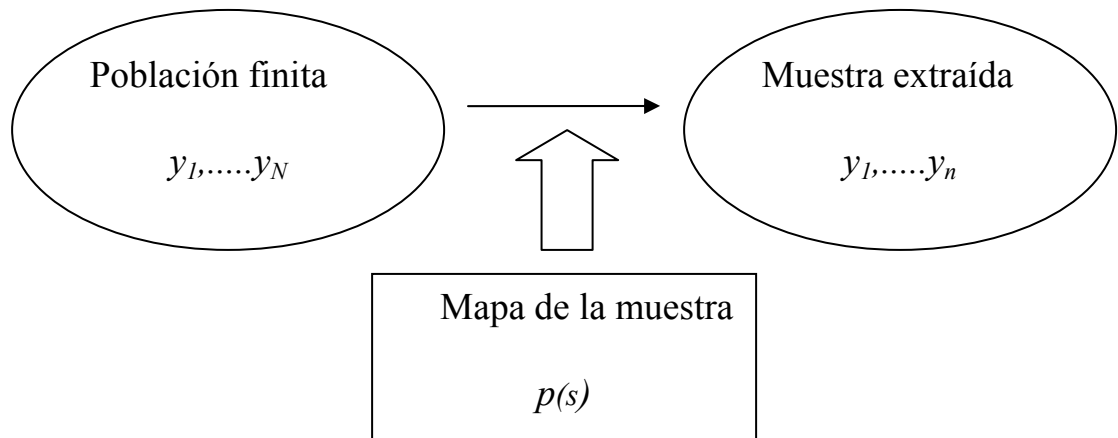 Población finita
y1,.....yN
Muestra extraída
y1,.....yn
Mapa de la muestra
p(s)